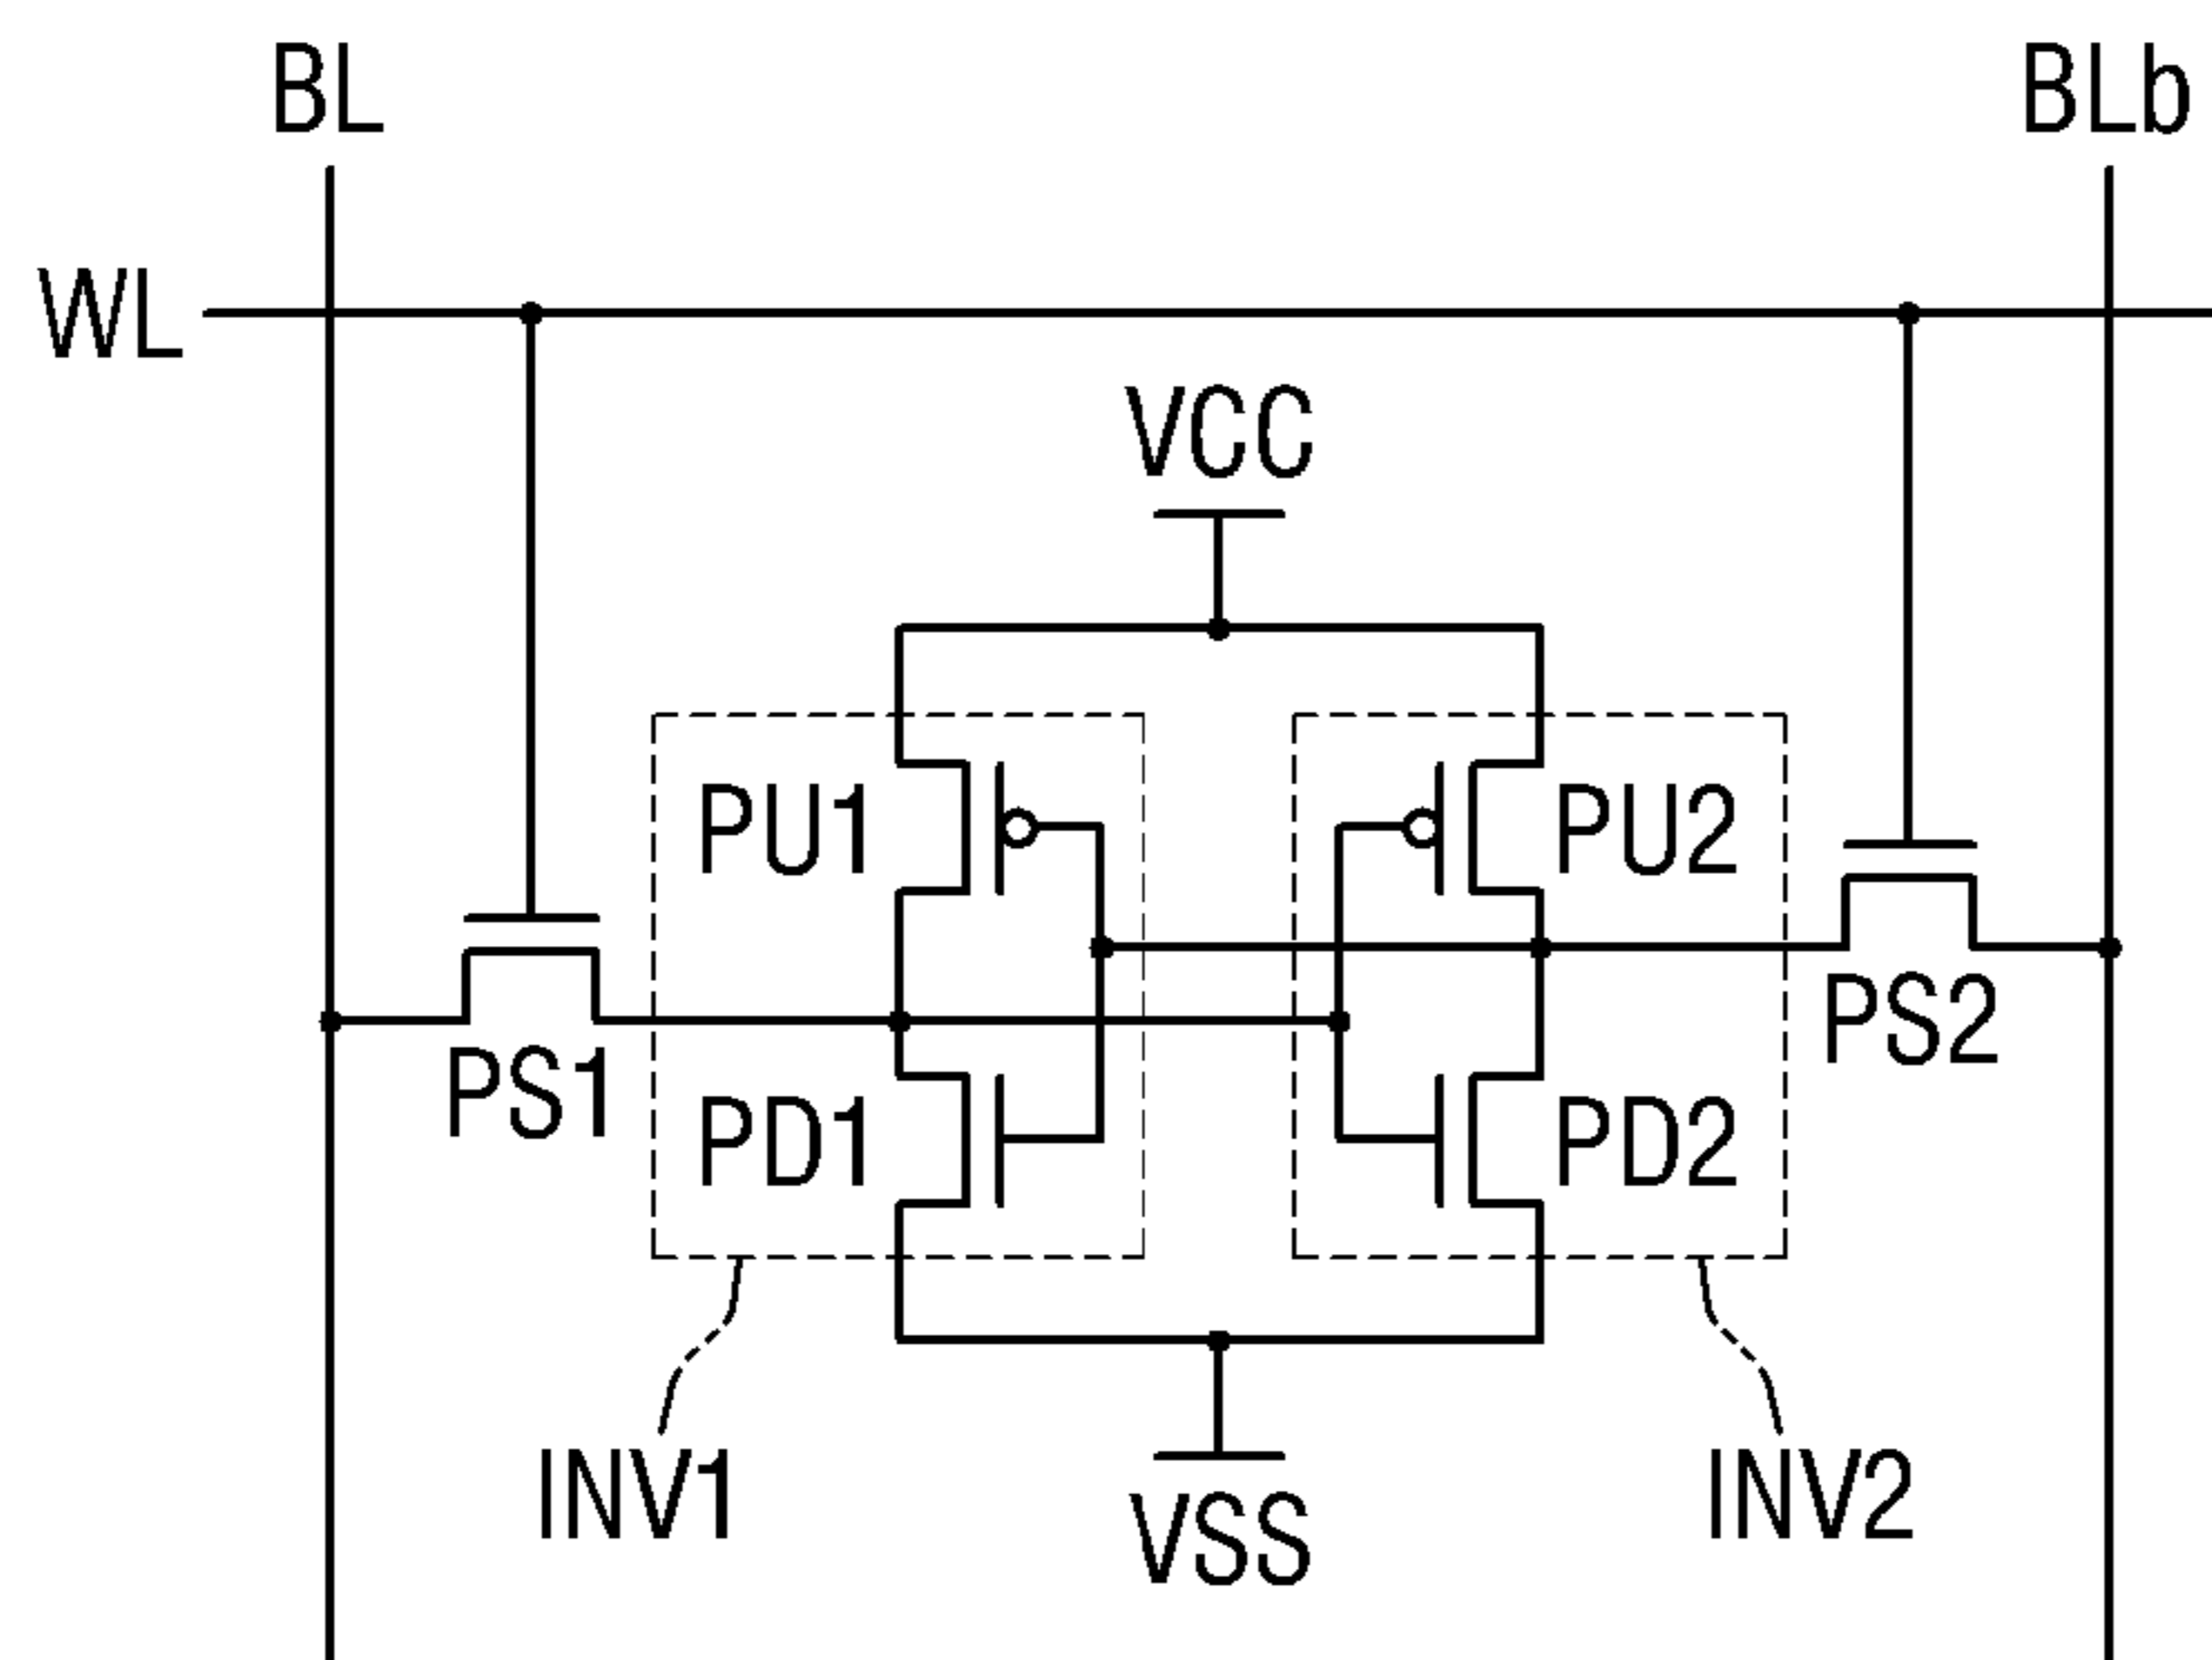 BL
BLb
WL
VCC
PU1
PU2
PS1
PS2
PD1
PD2
INV1
INV2
VSS